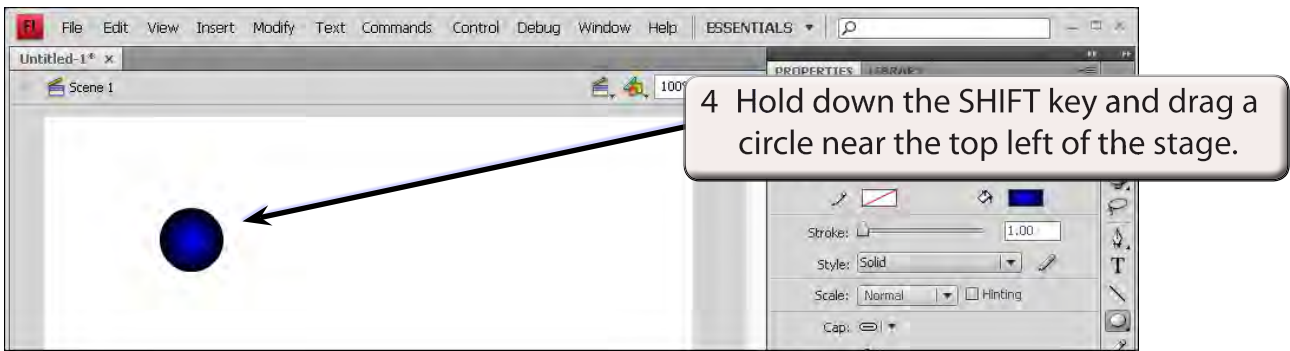 FL File Edit View Insert Modify Text Commands Control Debug Window Help ESSENTIALS
Untitled-1* x
PROPERTIES LIBRARY
Scene 1
4 Hold down the SHIFT key and drag a
circle near the top left of the stage.
Stroke: 1.00
Style: Solid
Scale: Normal Hinting
Cap:
T